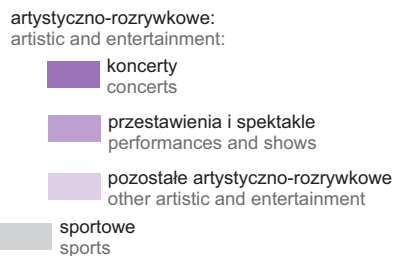 artystyczno-rozrywkowe:
artistic and entertainment:
koncerty
concerts
przestawienia i spektakle
performances and shows
pozostałe artystyczno-rozrywkowe
other artistic and entertainment
sportowe
sports